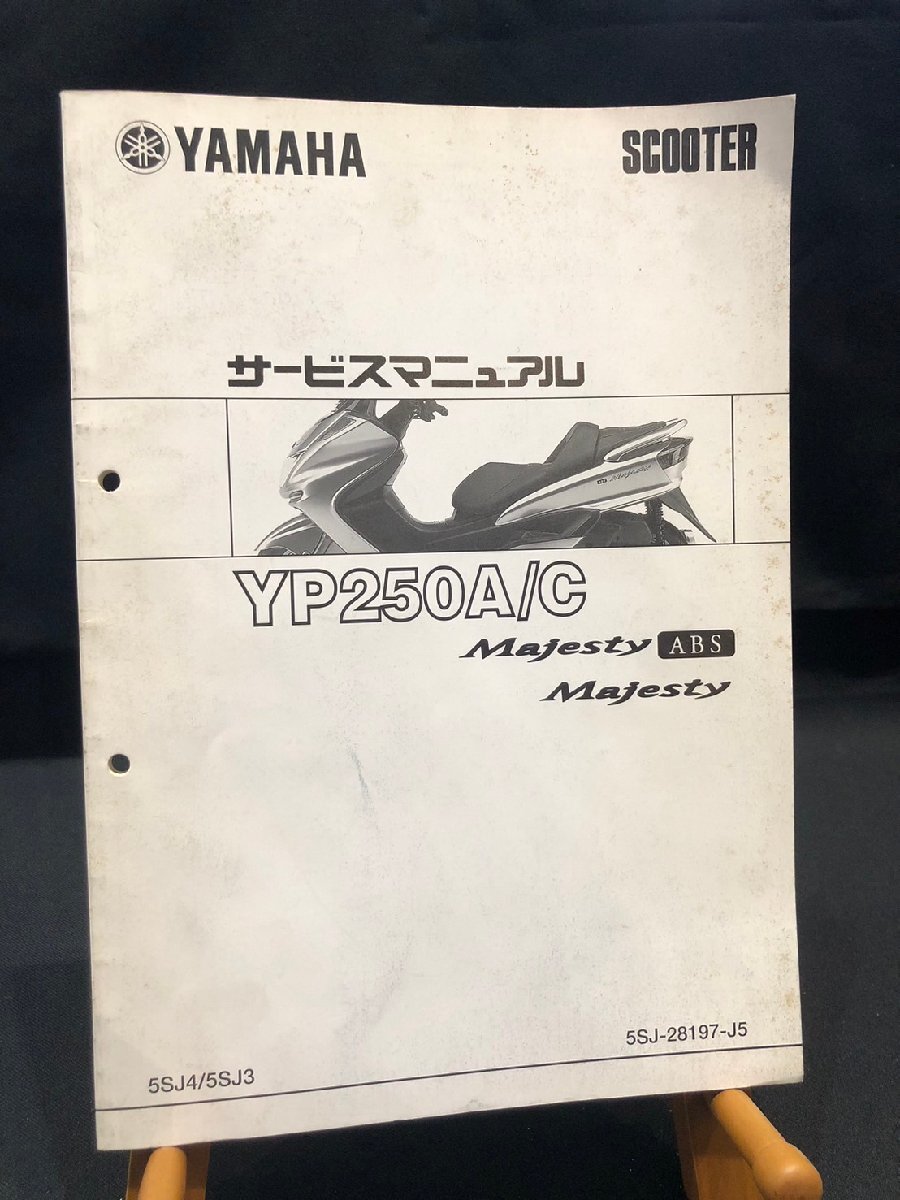 YAMAHA SCOOTER
サービスマニュアル
YP250A/C
Majesty ABS
Majesty
5SJ-28197-J5
5SJ4/5SJ3